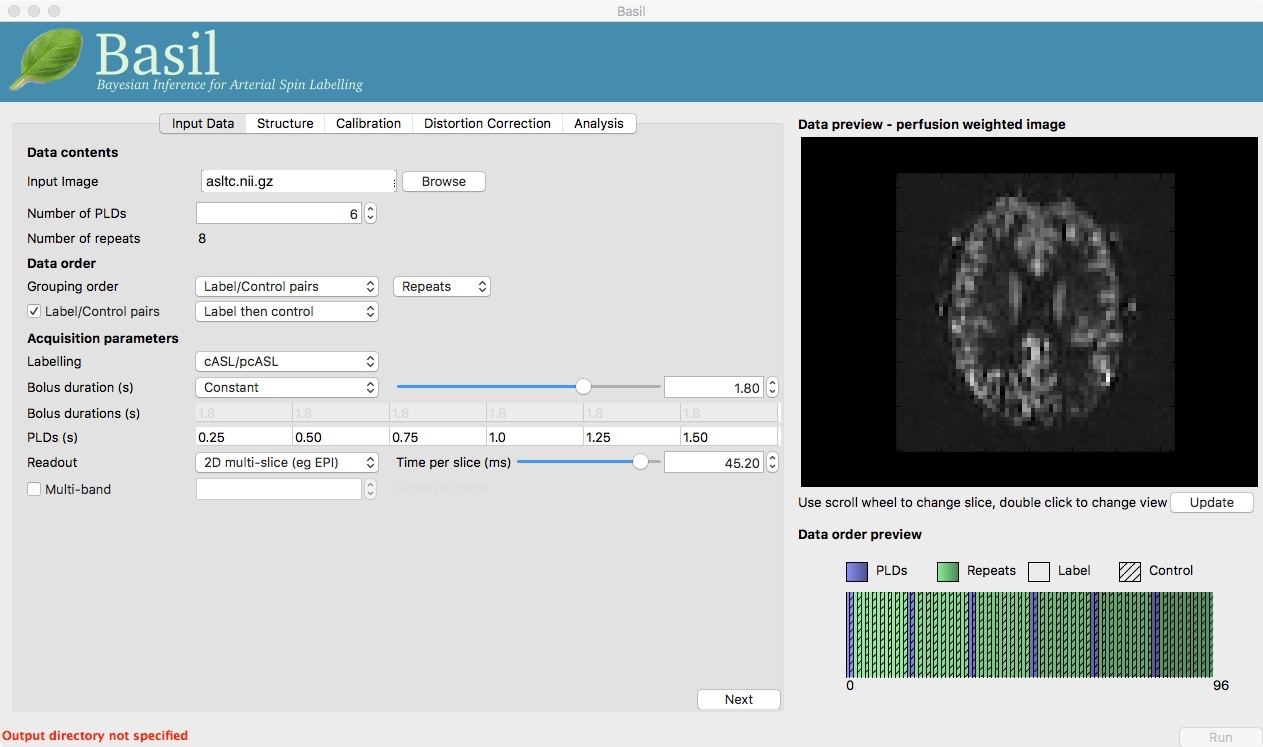 Basil
Basil
Bayesian Inference for Arterial Spin Labelling
Input Data Structure Calibration Distortion Correction Analysis
Data contents
Input Image asltc.nii.gz Browse
Number of PLDs 6
Number of repeats 8
Data order
Grouping order Label/Control pairs Repeats
Label/Control pairs Label then control
Acquisition parameters
Labelling cASL/pcASL
Bolus duration (s) Constant 1.80
Bolus durations (s) 1.8 1.8 1.8 1.8 1.8 1.8
PLDs (s) 0.25 0.50 0.75 1.0 1.25 1.50
Readout 2D multi-slice (eg EPI) Time per slice (ms) 45.20
Multi-band slices per band
Next
Data preview - perfusion weighted image
Use scroll wheel to change slice, double click to change view Update
Data order preview
PLDs Repeats Label Control
0 96
Output directory not specified
Run